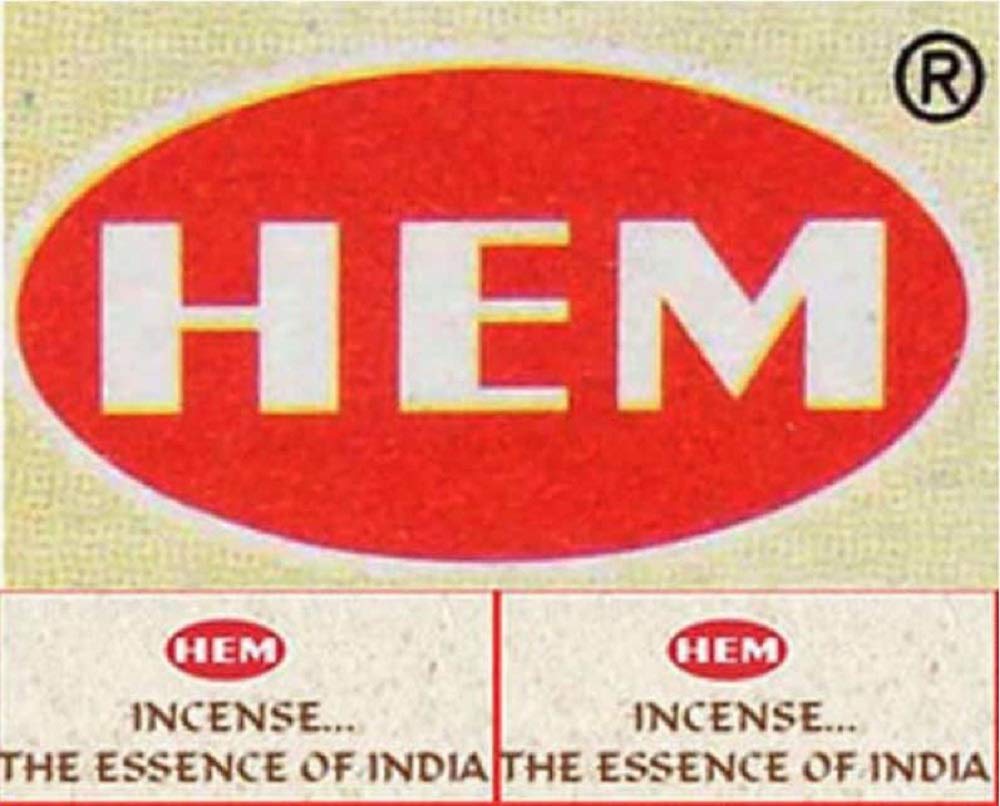 ®
HEM
HEM
INCENSE...
THE ESSENCE OF INDIA
HEM
INCENSE...
THE ESSENCE OF INDIA